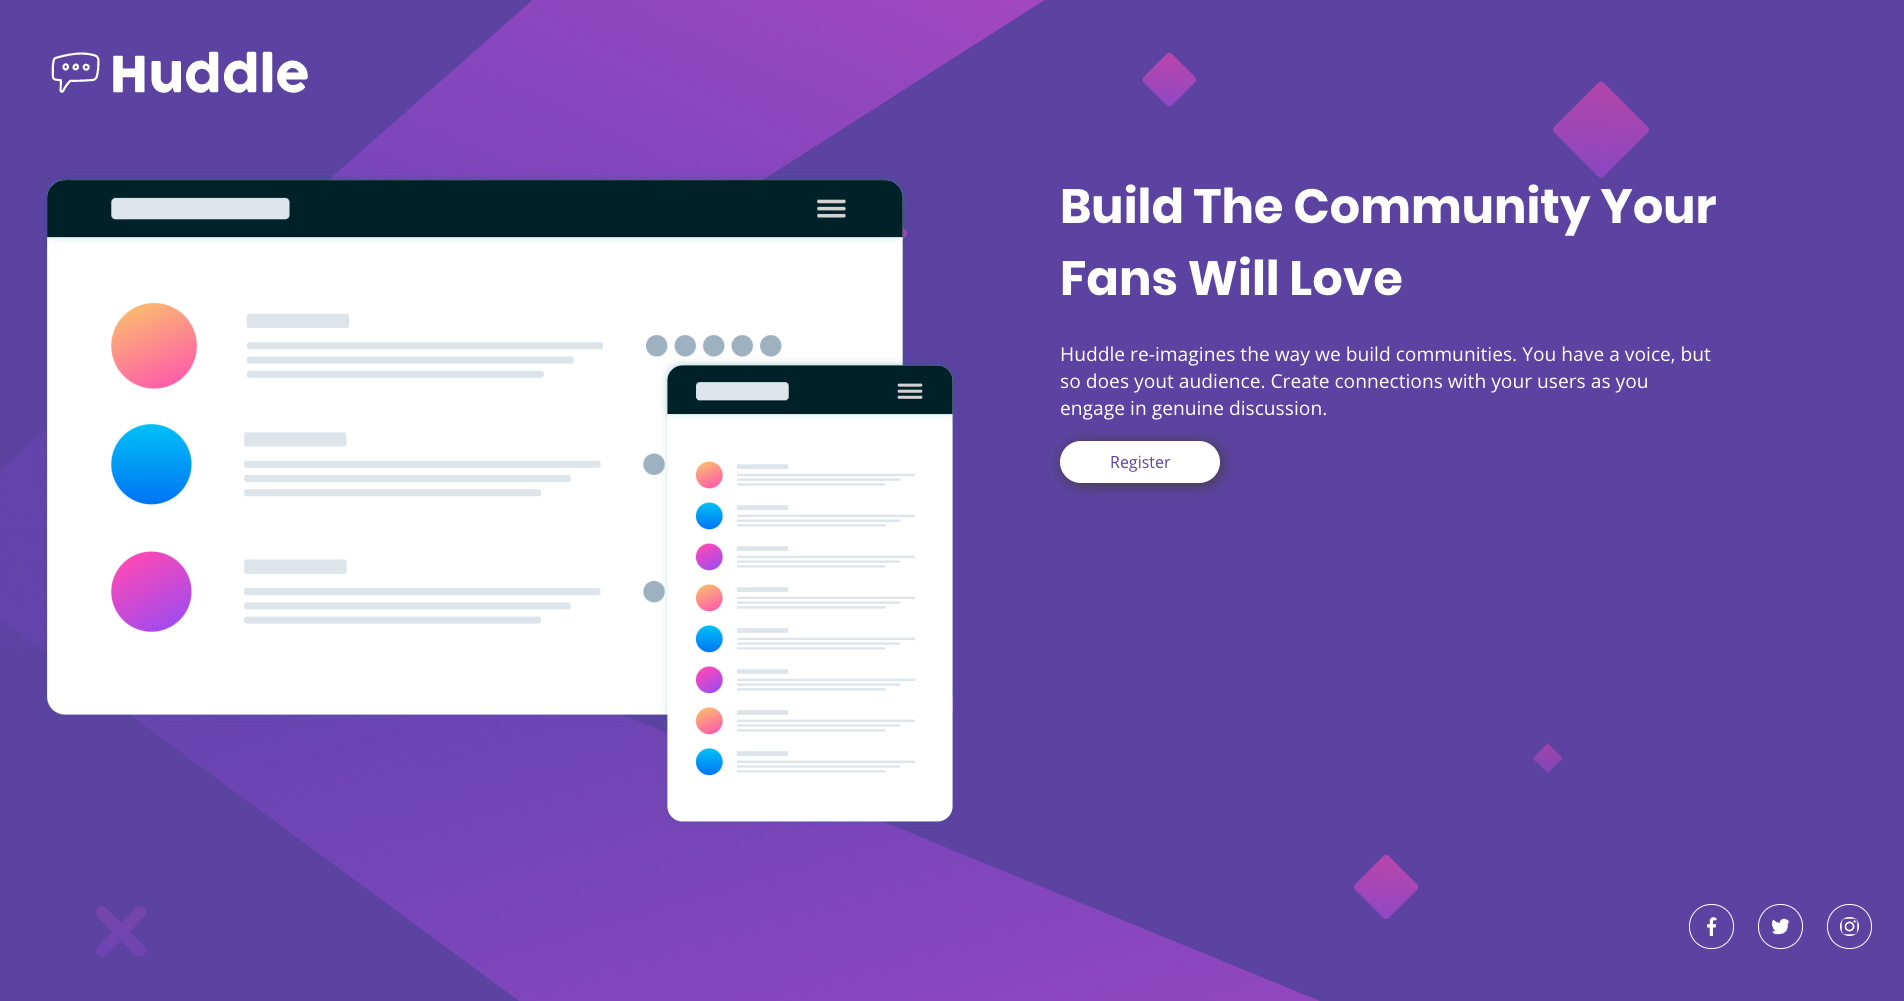 Huddle
Build The Community Your
Fans Will Love
Huddle re-imagines the way we build communities. You have a voice, but
so does yout audience. Create connections with your users as you
engage in genuine discussion.
Register